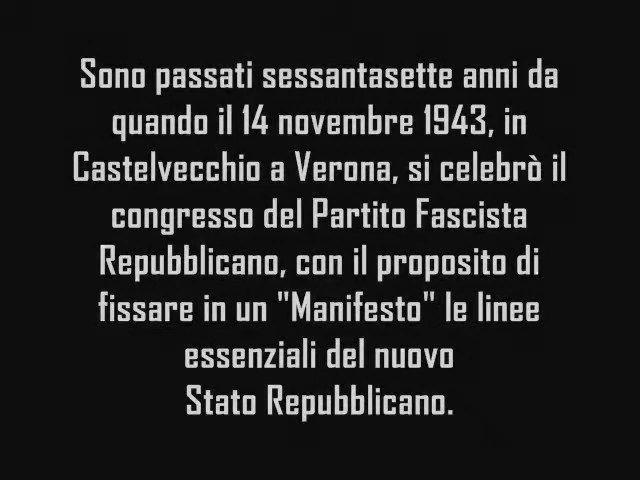 Sono passati sessantasette anni da
quando il 14 novembre 1943, in
Castelvecchio a Verona, si celebrò il
congresso del Partito Fascista
Repubblicano, con il proposito di
fissare in un "Manifesto" le linee
essenziali del nuovo
Stato Repubblicano.